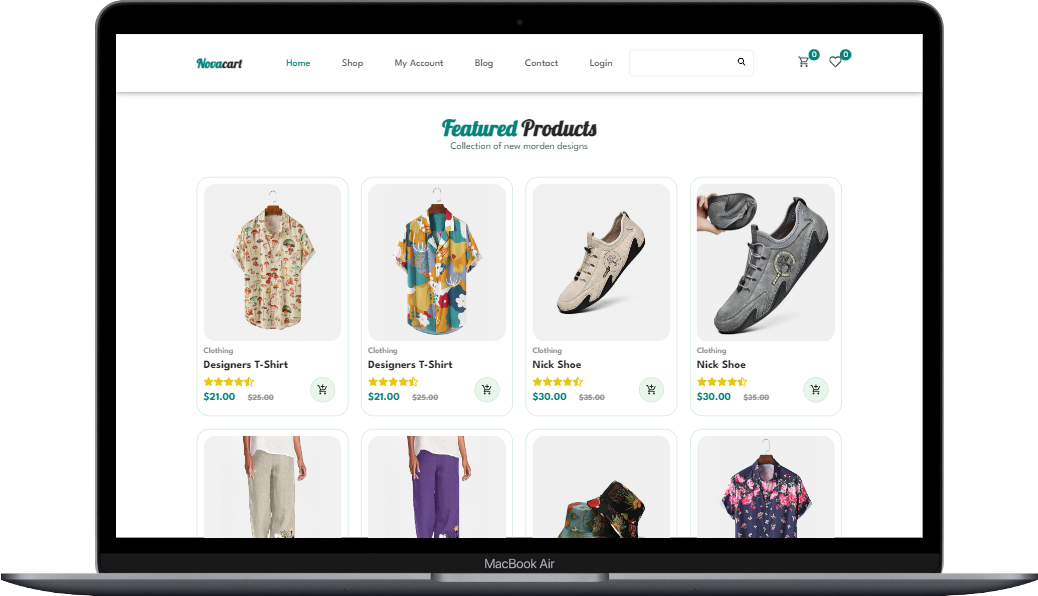 Novacart Home Shop My Account Blog Contact Login 0 0
Featured Products
Collection of new morden designs
Clothing Clothing Clothing Clothing
Designers T-Shirt Designers T-Shirt Nick Shoe Nick Shoe
$21.00 $25.00 $21.00 $25.00 $30.00 $35.00 $30.00 $35.00
MacBook Air